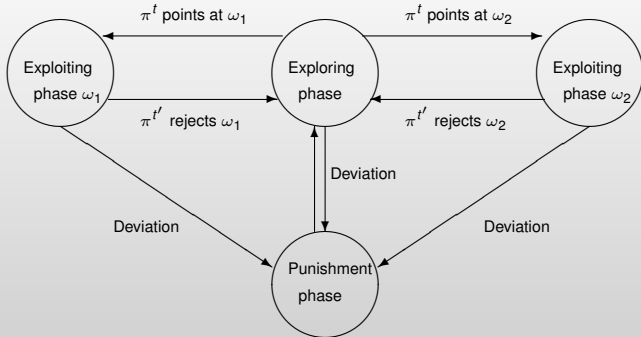 π^t points at ω₁
π^t points at ω₂
Exploiting
phase ω₁
Exploring
phase
Exploiting
phase ω₂
π^t′ rejects ω₁
π^t′ rejects ω₂
Deviation
Deviation
Deviation
Punishment
phase